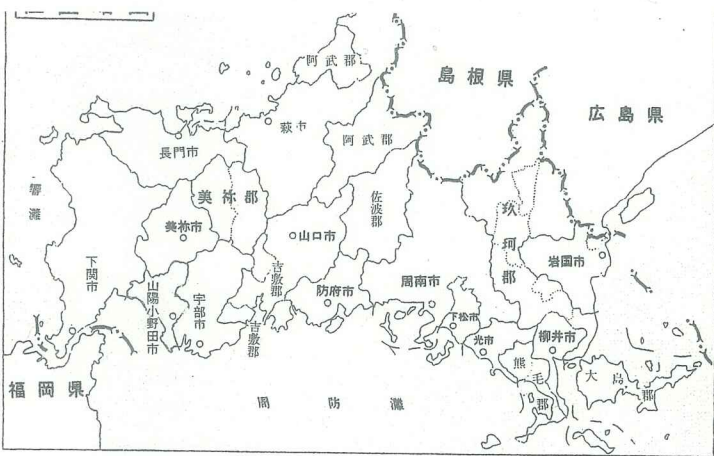 阿武郡
島根県
広島県
萩市
阿武郡
長門市
響灘
美祢郡
佐波郡
玖珂郡
美祢市
山口市
岩国市
下関市
吉敷郡
山陽小野田市
宇部市
防府市
周南市
下松市
吉敷郡
光市
柳井市
熊毛郡
大島郡
福岡県
周防灘